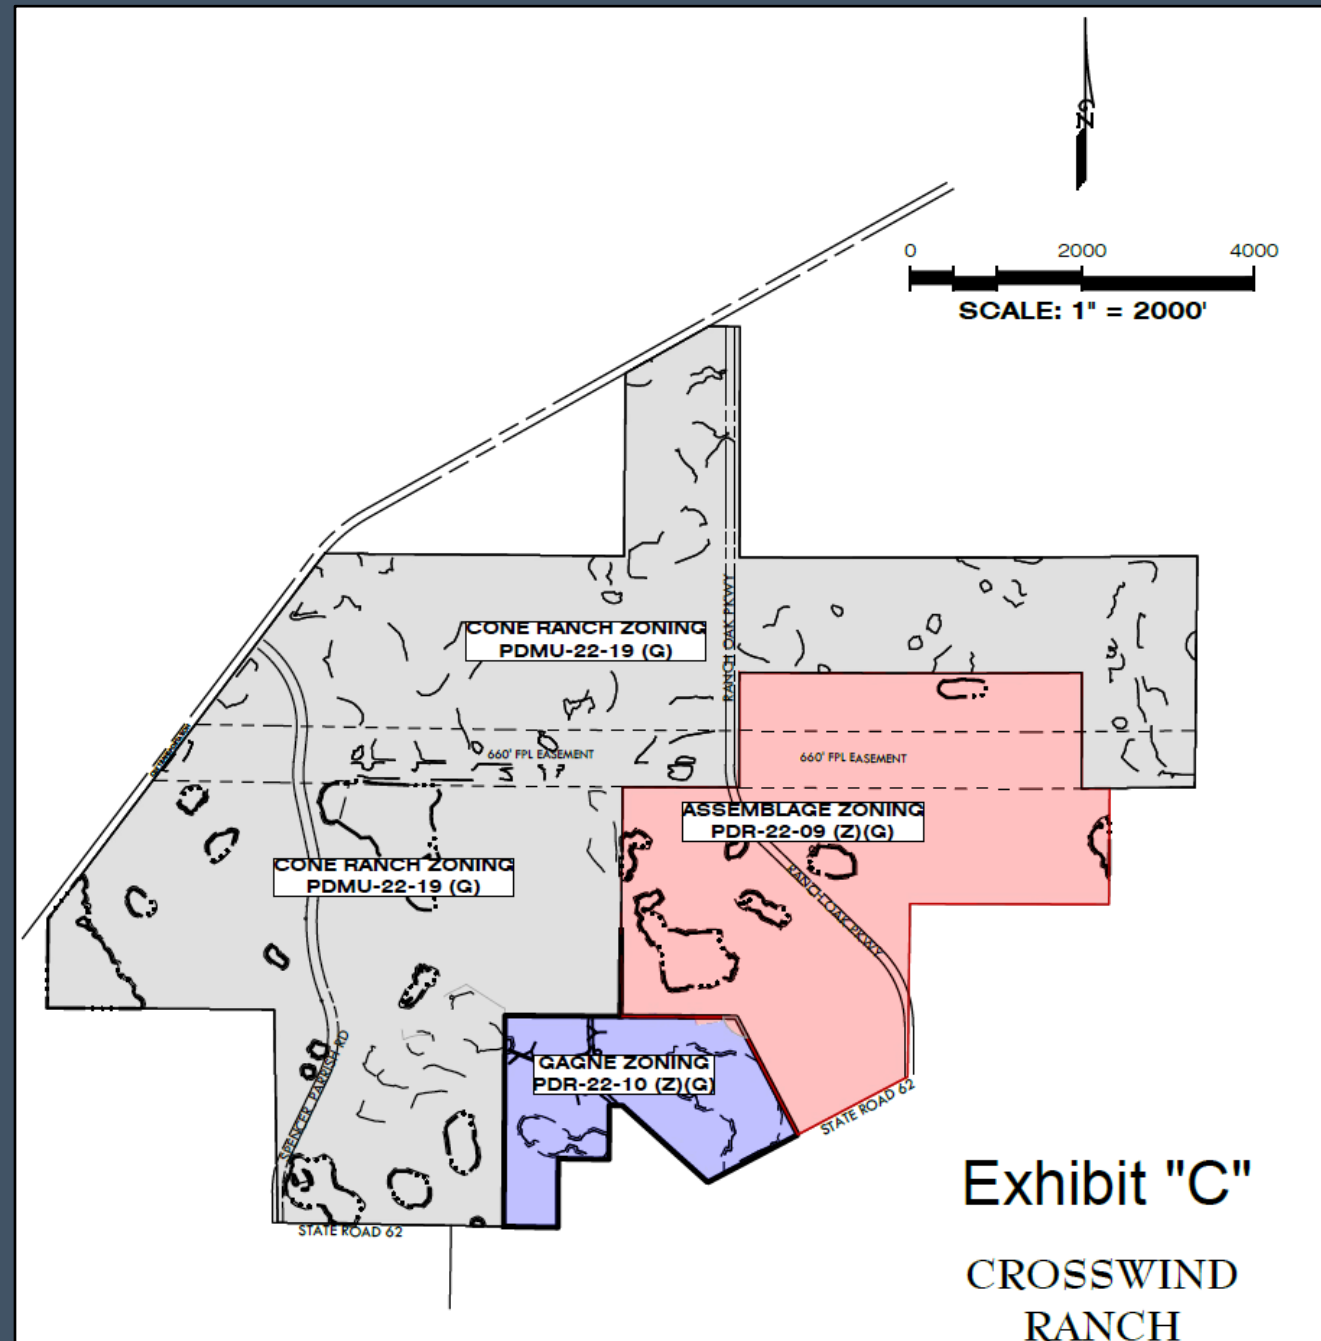 0 2000 4000
SCALE: 1" = 2000'
CONE RANCH ZONING
PDMU-22-19 (G)
RANCH OAK PKWY
660' FPL EASEMENT
660' FPL EASEMENT
ASSEMBLAGE ZONING
PDR-22-09 (Z)(G)
CONE RANCH ZONING
PDMU-22-19 (G)
RANCH OAK PKWY
SPENCER PARRISH RD
GAGNE ZONING
PDR-22-10 (Z)(G)
STATE ROAD 62
STATE ROAD 62
Exhibit "C"
CROSSWIND
RANCH